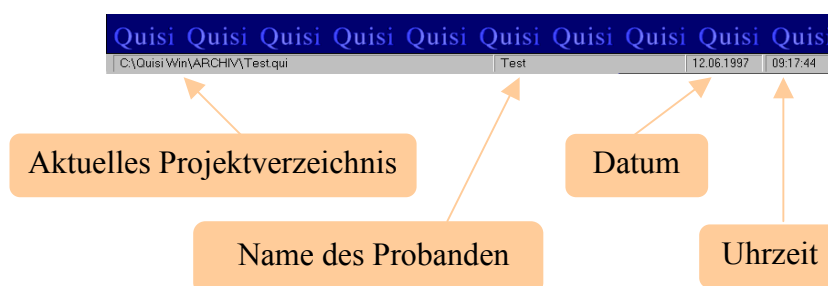 Quisi Quisi Quisi Quisi Quisi Quisi Quisi Quisi Quisi Quisi
C:\Quisi Win\ARCHIV\Test.qui Test 12.06.1997 09:17:44
Aktuelles Projektverzeichnis Datum
Name des Probanden Uhrzeit